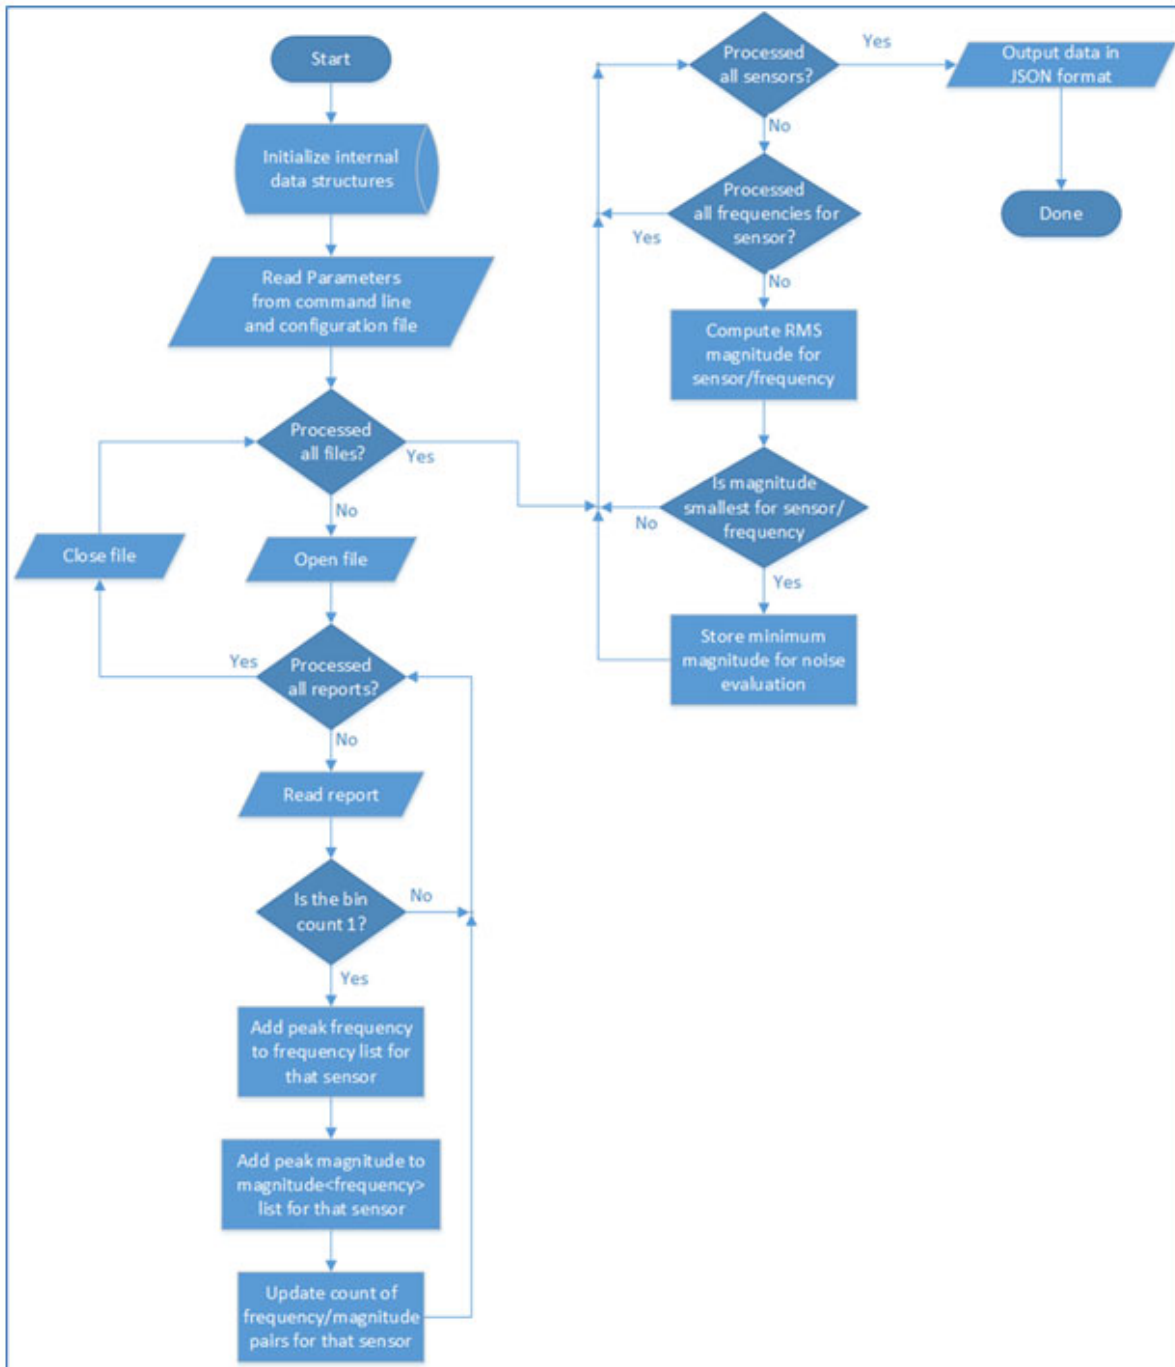 Start
Initialize internal
data structures
Read Parameters
from command line
and configuration file
Processed
all files?
Yes
No
Close file
Open file
Yes
Processed
all reports?
No
Read report
Is the bin
count 1?
No
Yes
Add peak frequency
to frequency list for
that sensor
Add peak magnitude to
magnitude<frequency>
list for that sensor
Update count of
frequency/magnitude
pairs for that sensor
Processed
all sensors?
Yes
Output data in
JSON format
Done
No
Processed
all frequencies for
sensor?
Yes
No
Compute RMS
magnitude for
sensor/frequency
Is magnitude
smallest for sensor/
frequency
No
Yes
Store minimum
magnitude for noise
evaluation